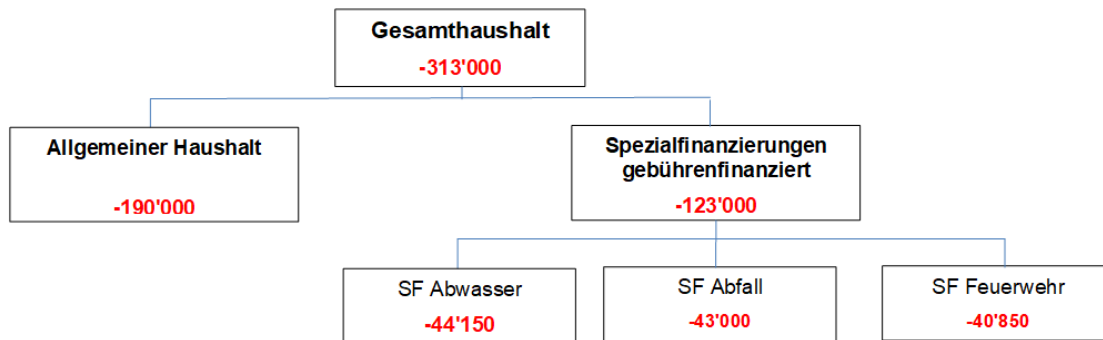 Gesamthaushalt
-313'000
Allgemeiner Haushalt
-190'000
Spezialfinanzierungen
gebührenfinanziert
-123'000
SF Abwasser
-44'150
SF Abfall
-43'000
SF Feuerwehr
-40'850